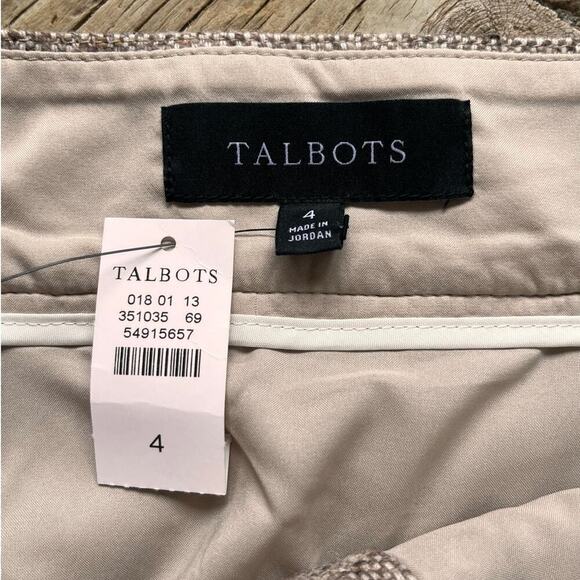 TALBOTS
4
MADE IN
JORDAN
TALBOTS
018 01 13
351035 69
54915657
4